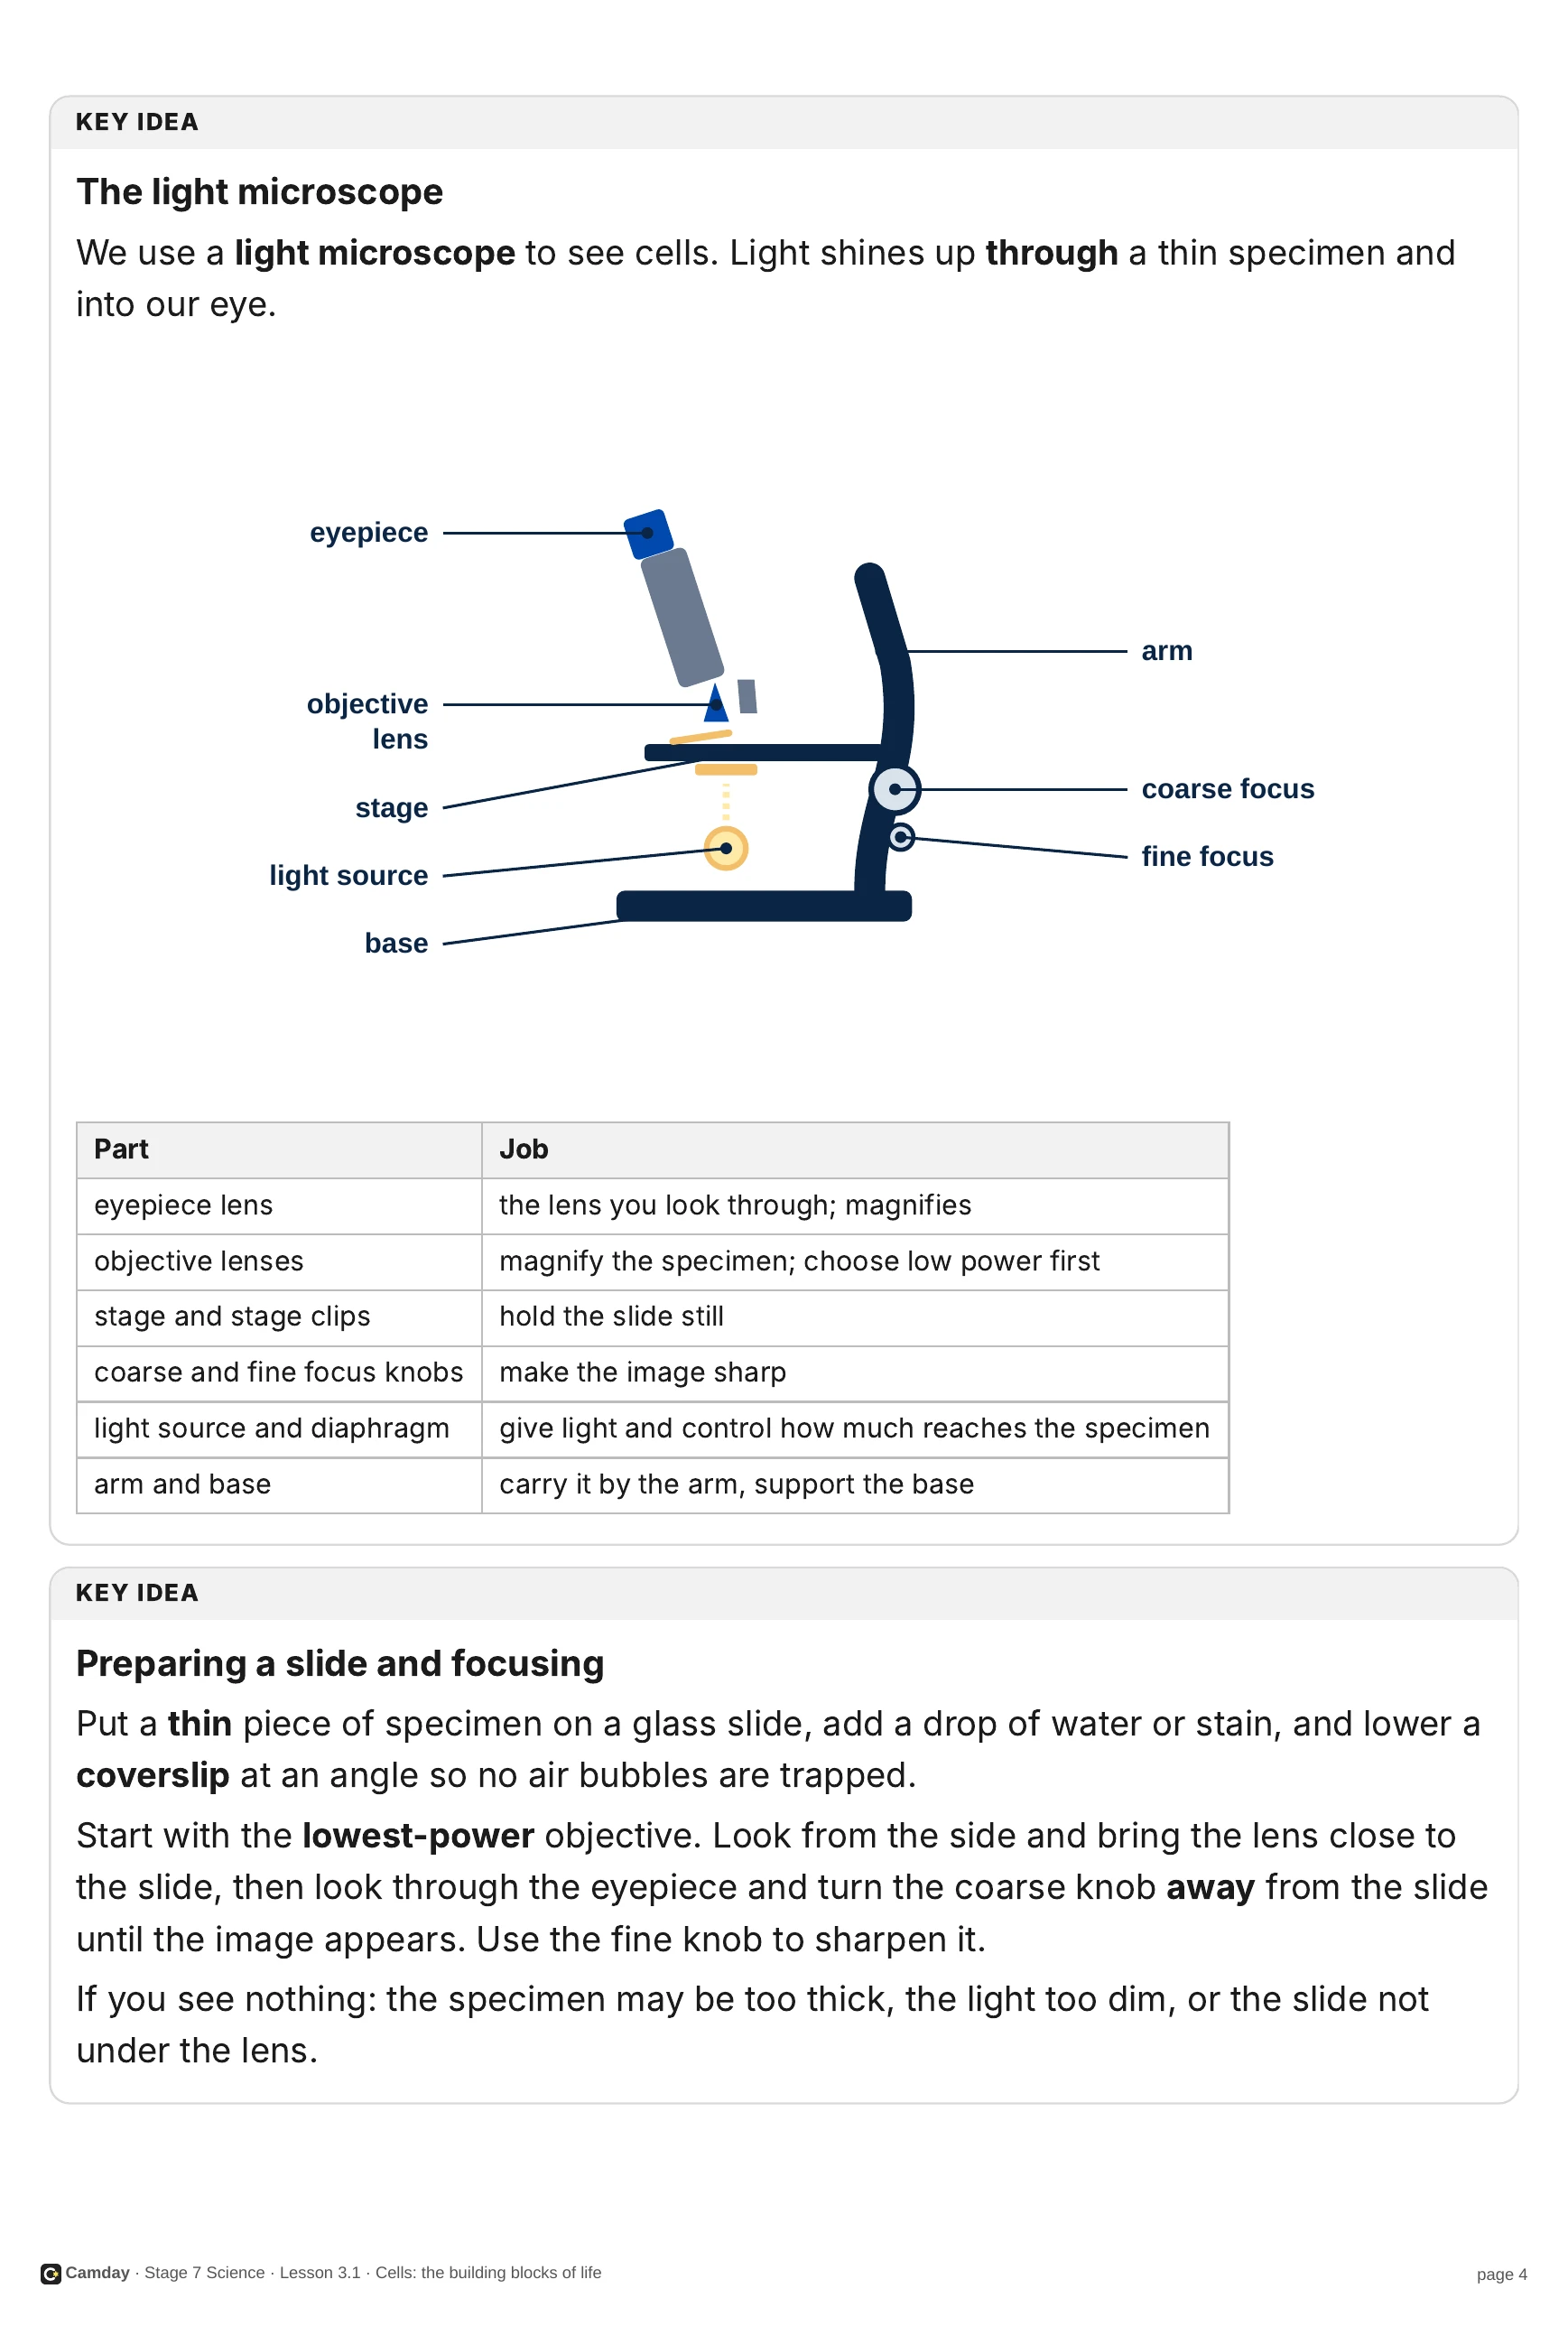 KEY IDEA
The light microscope
We use a light microscope to see cells. Light shines up through a thin specimen and
into our eye.
eyepiece
objective
lens
stage
light source
base
arm
coarse focus
fine focus
Part Job
eyepiece lens the lens you look through; magnifies
objective lenses magnify the specimen; choose low power first
stage and stage clips hold the slide still
coarse and fine focus knobs make the image sharp
light source and diaphragm give light and control how much reaches the specimen
arm and base carry it by the arm, support the base
KEY IDEA
Preparing a slide and focusing
Put a thin piece of specimen on a glass slide, add a drop of water or stain, and lower a
coverslip at an angle so no air bubbles are trapped.
Start with the lowest-power objective. Look from the side and bring the lens close to
the slide, then look through the eyepiece and turn the coarse knob away from the slide
until the image appears. Use the fine knob to sharpen it.
If you see nothing: the specimen may be too thick, the light too dim, or the slide not
under the lens.
Camday · Stage 7 Science · Lesson 3.1 · Cells: the building blocks of life page 4